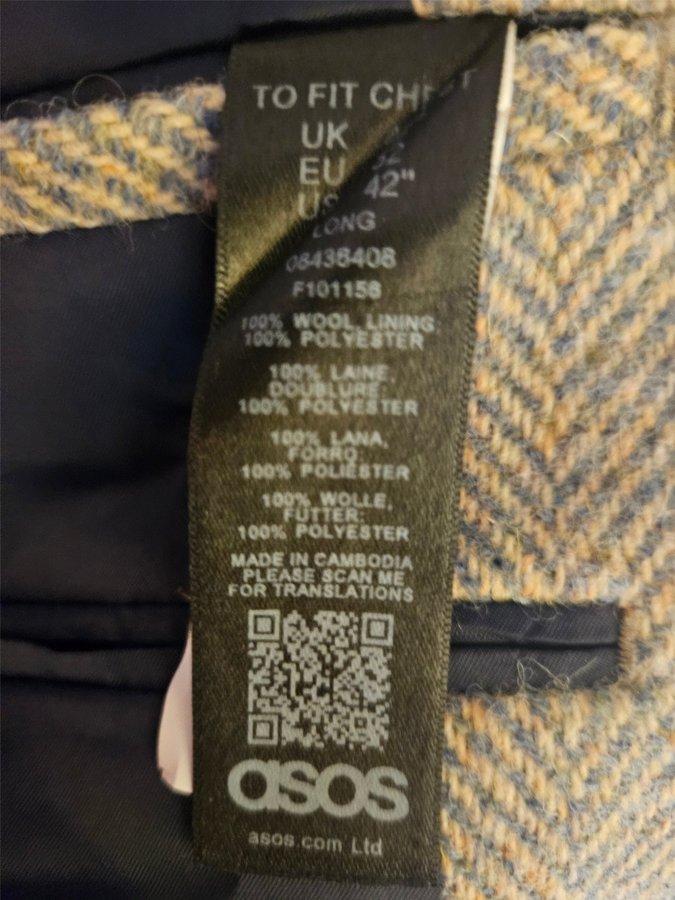 TO FIT CHEST
UK
EU
US 42"
LONG
08438408
F101158
100% WOOL, LINING:
100% POLYESTER
100% LAINE,
DOUBLURE:
100% POLYESTER
100% LANA,
FORRO:
100% POLIÉSTER
100% WOLLE,
FUTTER:
100% POLYESTER
MADE IN CAMBODIA
PLEASE SCAN ME
FOR TRANSLATIONS
asos
asos.com Ltd